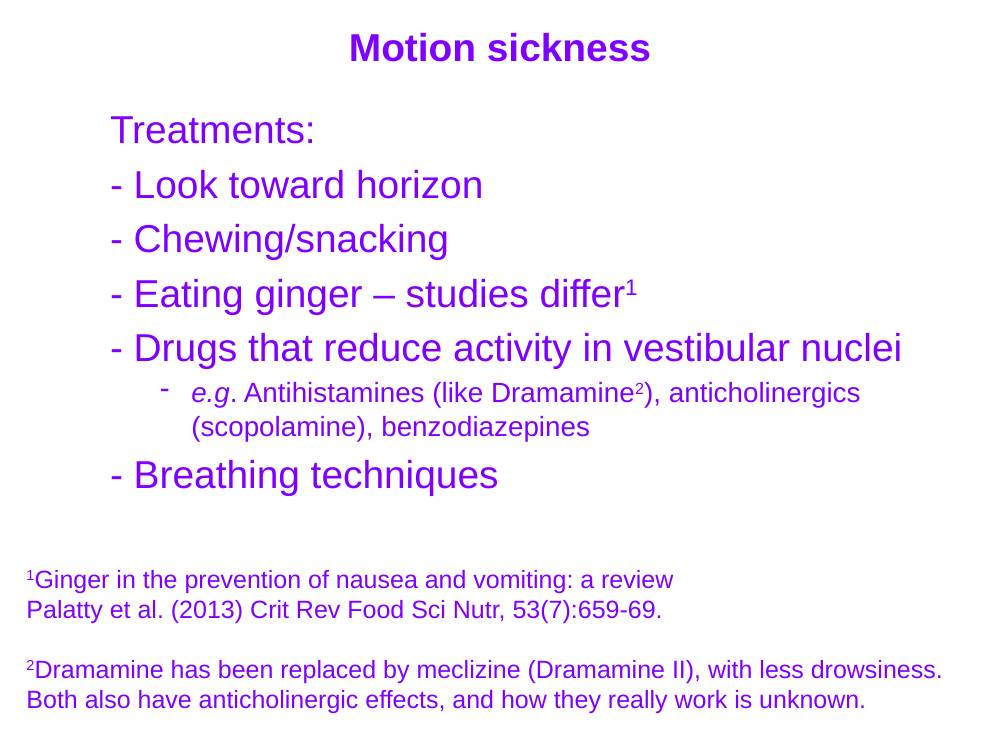 Motion sickness
Treatments:
- Look toward horizon
- Chewing/snacking
- Eating ginger – studies differ¹
- Drugs that reduce activity in vestibular nuclei
- e.g. Antihistamines (like Dramamine²), anticholinergics
(scopolamine), benzodiazepines
- Breathing techniques
¹Ginger in the prevention of nausea and vomiting: a review
Palatty et al. (2013) Crit Rev Food Sci Nutr, 53(7):659-69.
²Dramamine has been replaced by meclizine (Dramamine II), with less drowsiness.
Both also have anticholinergic effects, and how they really work is unknown.